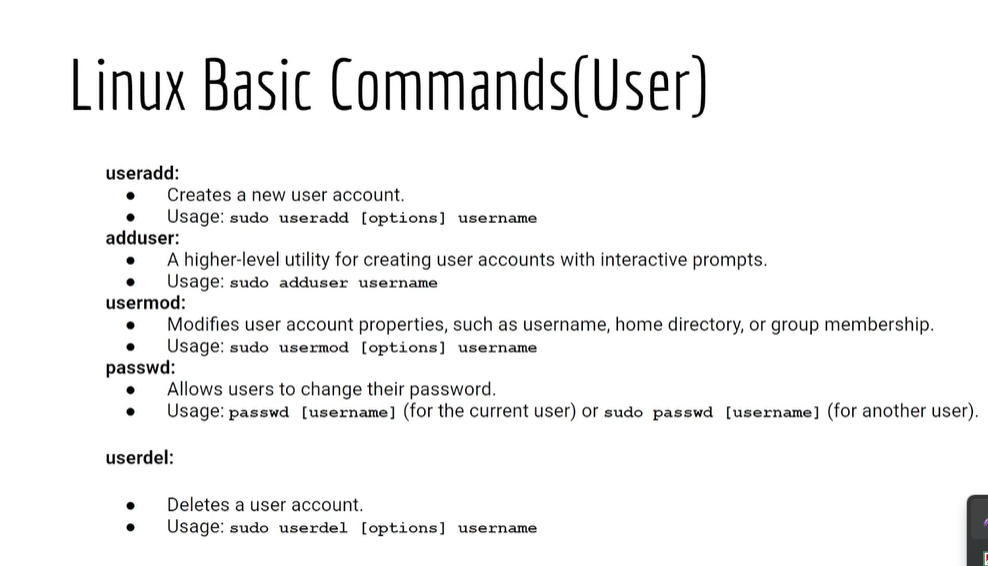 Linux Basic Commands(User)
useradd:
● Creates a new user account.
● Usage: sudo useradd [options] username
adduser:
● A higher-level utility for creating user accounts with interactive prompts.
● Usage: sudo adduser username
usermod:
● Modifies user account properties, such as username, home directory, or group membership.
● Usage: sudo usermod [options] username
passwd:
● Allows users to change their password.
● Usage: passwd [username] (for the current user) or sudo passwd [username] (for another user).
userdel:
● Deletes a user account.
● Usage: sudo userdel [options] username